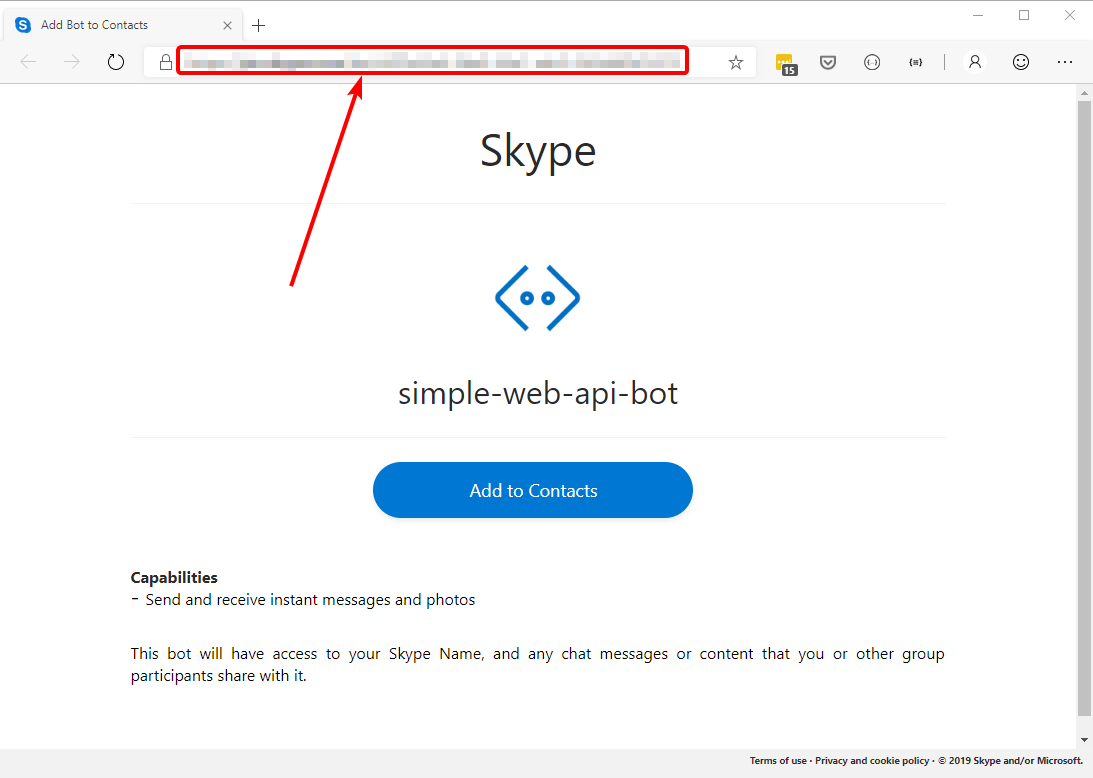 Add Bot to Contacts
15
Skype
simple-web-api-bot
Add to Contacts
Capabilities
- Send and receive instant messages and photos
This bot will have access to your Skype Name, and any chat messages or content that you or other group
participants share with it.
Terms of use · Privacy and cookie policy · © 2019 Skype and/or Microsoft.